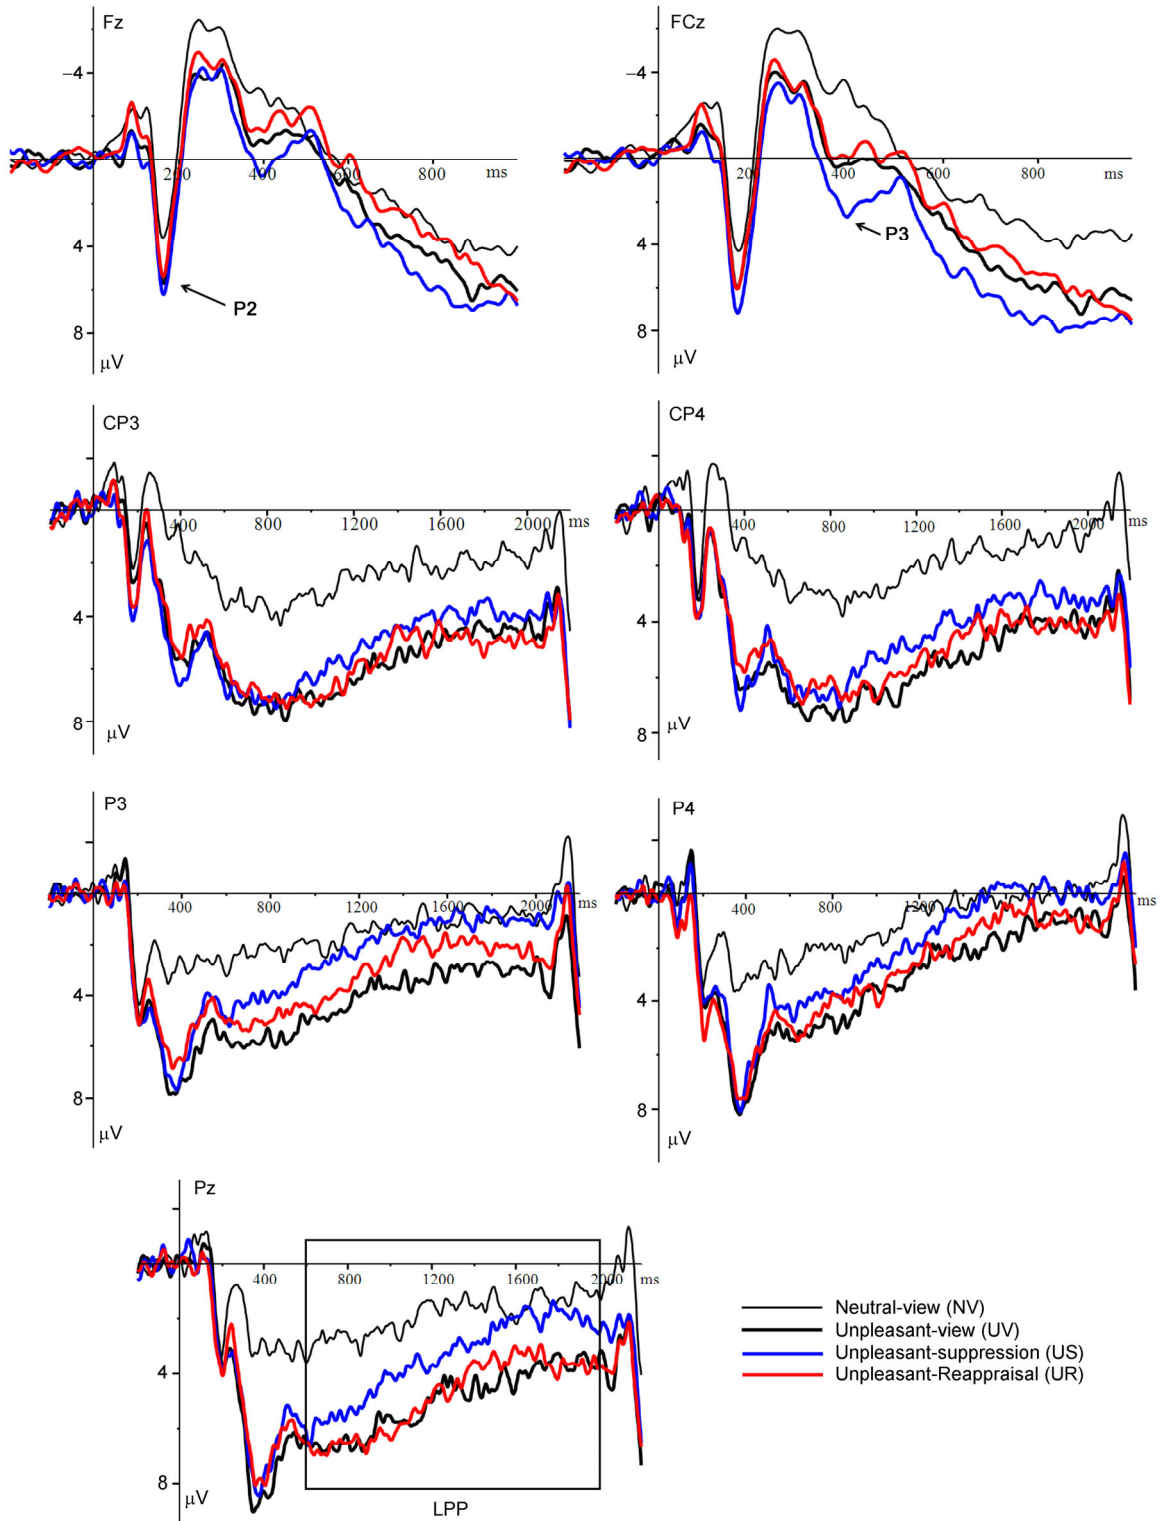 Fz
−4
200 400 600 800 ms
P2
4
8
μV
FCz
−4
200 400 600 800 ms
P3
4
8
μV
CP3
400 800 1200 1600 2000 ms
4
8
μV
CP4
400 800 1200 1600 2000 ms
4
8
μV
P3
400 800 1200 1600 2000 ms
4
8
μV
P4
400 800 1200 1600 2000 ms
4
8
μV
Pz
400 800 1200 1600 2000 ms
4
8
μV
LPP
Neutral-view (NV)
Unpleasant-view (UV)
Unpleasant-suppression (US)
Unpleasant-Reappraisal (UR)